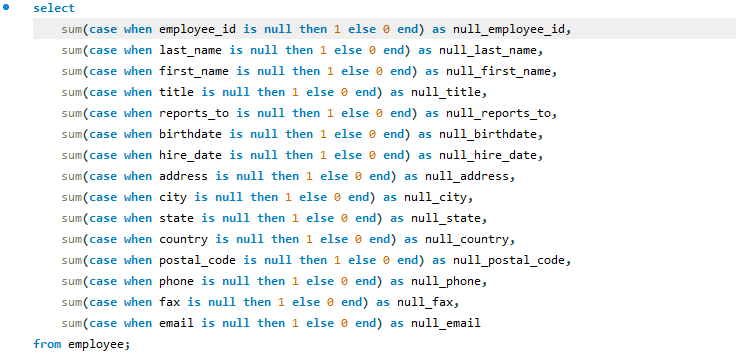 select
sum(case when employee_id is null then 1 else 0 end) as null_employee_id,
sum(case when last_name is null then 1 else 0 end) as null_last_name,
sum(case when first_name is null then 1 else 0 end) as null_first_name,
sum(case when title is null then 1 else 0 end) as null_title,
sum(case when reports_to is null then 1 else 0 end) as null_reports_to,
sum(case when birthdate is null then 1 else 0 end) as null_birthdate,
sum(case when hire_date is null then 1 else 0 end) as null_hire_date,
sum(case when address is null then 1 else 0 end) as null_address,
sum(case when city is null then 1 else 0 end) as null_city,
sum(case when state is null then 1 else 0 end) as null_state,
sum(case when country is null then 1 else 0 end) as null_country,
sum(case when postal_code is null then 1 else 0 end) as null_postal_code,
sum(case when phone is null then 1 else 0 end) as null_phone,
sum(case when fax is null then 1 else 0 end) as null_fax,
sum(case when email is null then 1 else 0 end) as null_email
from employee;